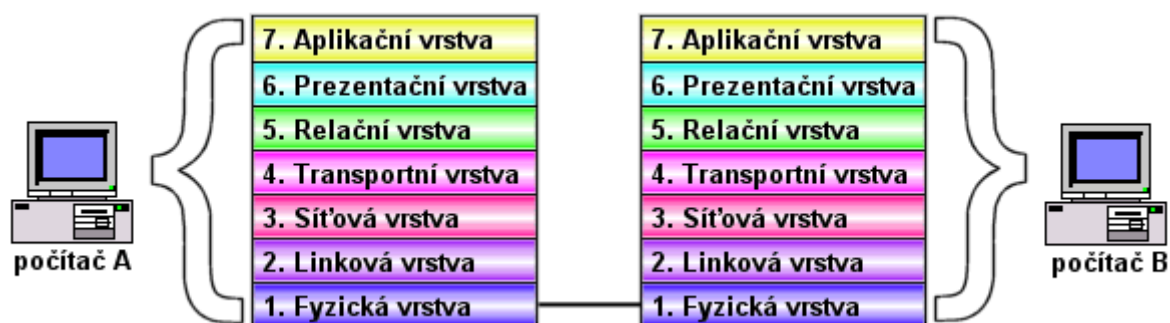 7. Aplikační vrstva
6. Prezentační vrstva
5. Relační vrstva
4. Transportní vrstva
3. Síťová vrstva
2. Linková vrstva
1. Fyzická vrstva
počítač A
7. Aplikační vrstva
6. Prezentační vrstva
5. Relační vrstva
4. Transportní vrstva
3. Síťová vrstva
2. Linková vrstva
1. Fyzická vrstva
počítač B